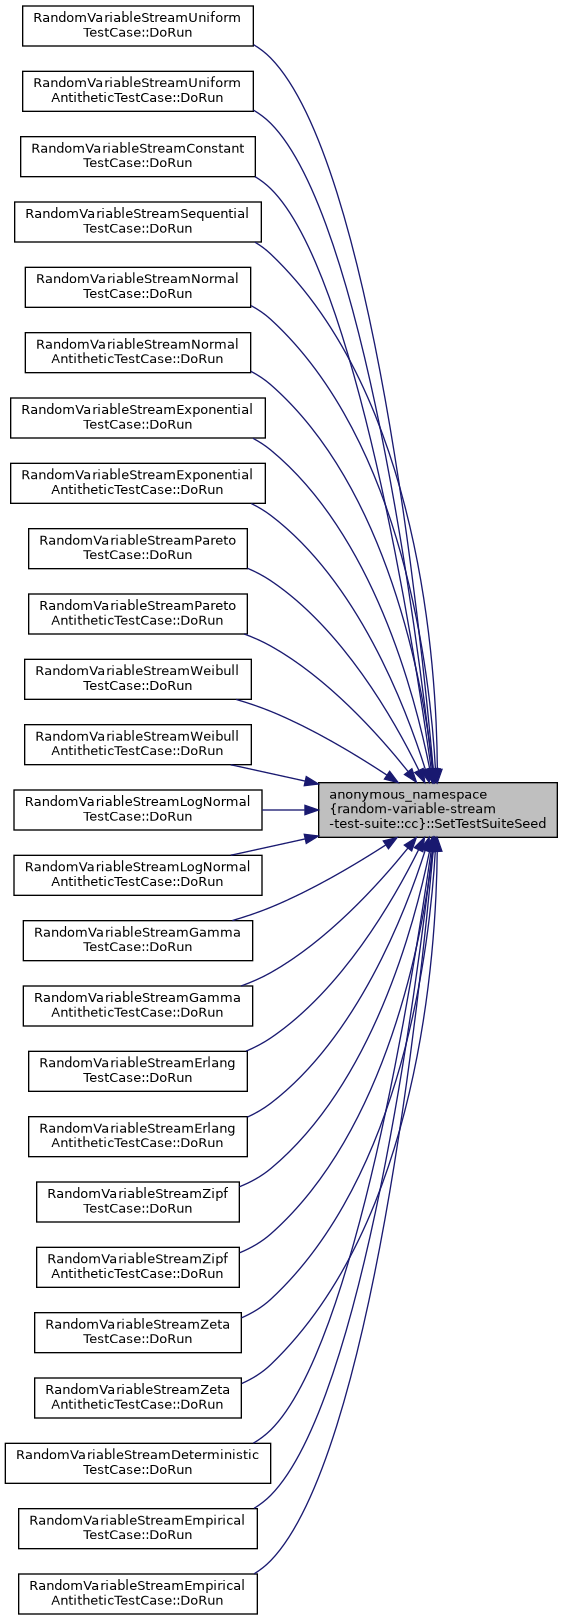 RandomVariableStreamUniform
TestCase::DoRun
RandomVariableStreamUniform
AntitheticTestCase::DoRun
RandomVariableStreamConstant
TestCase::DoRun
RandomVariableStreamSequential
TestCase::DoRun
RandomVariableStreamNormal
TestCase::DoRun
RandomVariableStreamNormal
AntitheticTestCase::DoRun
RandomVariableStreamExponential
TestCase::DoRun
RandomVariableStreamExponential
AntitheticTestCase::DoRun
RandomVariableStreamPareto
TestCase::DoRun
RandomVariableStreamPareto
AntitheticTestCase::DoRun
RandomVariableStreamWeibull
TestCase::DoRun
RandomVariableStreamWeibull
AntitheticTestCase::DoRun
anonymous_namespace
{random-variable-stream
-test-suite::cc}::SetTestSuiteSeed
RandomVariableStreamLogNormal
TestCase::DoRun
RandomVariableStreamLogNormal
AntitheticTestCase::DoRun
RandomVariableStreamGamma
TestCase::DoRun
RandomVariableStreamGamma
AntitheticTestCase::DoRun
RandomVariableStreamErlang
TestCase::DoRun
RandomVariableStreamErlang
AntitheticTestCase::DoRun
RandomVariableStreamZipf
TestCase::DoRun
RandomVariableStreamZipf
AntitheticTestCase::DoRun
RandomVariableStreamZeta
TestCase::DoRun
RandomVariableStreamZeta
AntitheticTestCase::DoRun
RandomVariableStreamDeterministic
TestCase::DoRun
RandomVariableStreamEmpirical
TestCase::DoRun
RandomVariableStreamEmpirical
AntitheticTestCase::DoRun